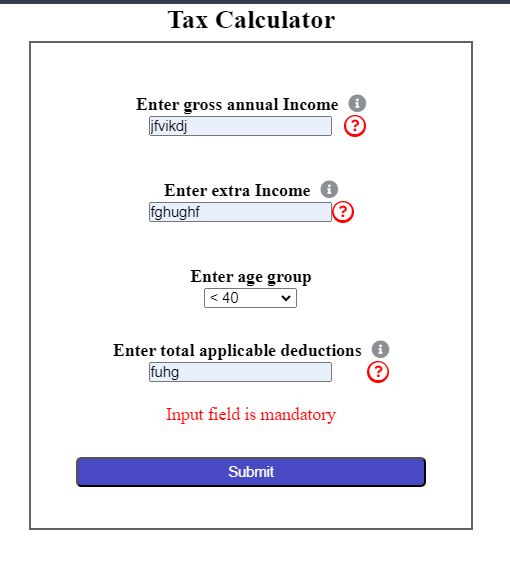 Tax Calculator
Enter gross annual Income i
jfvikdj ?
Enter extra Income i
fghughf ?
Enter age group
< 40
Enter total applicable deductions i
fuhg ?
Input field is mandatory
Submit